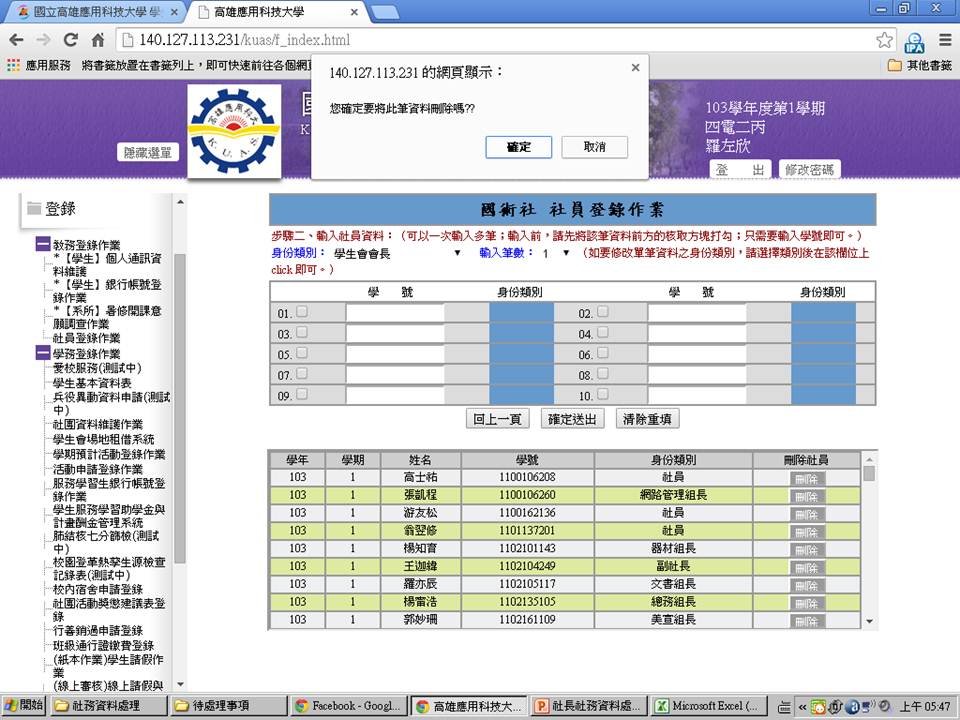 國立高雄應用科技大學 學
高雄應用科技大學
140.127.113.231/kuas/f_index.html
應用服務 將書籤放置在書籤列上，即可快速前往各個網
其他書籤
140.127.113.231 的網頁顯示：
您確定要將此筆資料刪除嗎??
確定 取消
國
K
隱藏選單
103學年度第1學期
四電二丙
羅左欣
登 出 修改密碼
登錄
教務登錄作業
*【學生】個人通訊資
料維護
*【學生】銀行帳號登
錄作業
*【系所】暑修開課意
願調查作業
社員登錄作業
學務登錄作業
愛校服務(測試中)
學生基本資料表
兵役異動資料申請(測試
中)
社團資料維護作業
學生會場地租借系統
學期預計活動登錄作業
活動申請登錄作業
服務學習生銀行帳號登
錄作業
學生服務學習助學金與
計畫酬金管理系統
肺結核七分篩檢(測試
中)
校園登革熱孳生源檢查
記錄表(測試中)
校內宿舍申請登錄
社團活動獎懲建議表登
錄
行善銷過申請登錄
班級通行證繳費登錄
(紙本作業)學生請假作
業
(線上審核)線上請假與
國術社 社員登錄作業
步驟二、輸入社員資料：（可以一次輸入多筆；輸入前，請先將該筆資料前方的核取方塊打勾；只需要輸入學號即可。）
身份類別： 學生會會長 輸入筆數： 1 （如要修改單筆資料之身份類別，請選擇類別後在該欄位上
click 即可。）
學 號 身份類別 學 號 身份類別
01. 02.
03. 04.
05. 06.
07. 08.
09. 10.
回上一頁 確定送出 清除重填
學年 學期 姓名 學號 身份類別 刪除社員
103 1 高士祐 1100106208 社員 刪除
103 1 張凱程 1100106260 網路管理組長 刪除
103 1 游友松 1100162136 社員 刪除
103 1 翁翌修 1101137201 社員 刪除
103 1 楊知育 1102101143 器材組長 刪除
103 1 王迦緯 1102104249 副社長 刪除
103 1 羅亦辰 1102105117 文書組長 刪除
103 1 楊甯浩 1102135105 總務組長 刪除
103 1 郭妙珊 1102161109 美宣組長 刪除
開始 社務資料處理 待處理事項 Facebook - Googl... 高雄應用科技大... 社長社務資料處... Microsoft Excel (... 上午 05:47